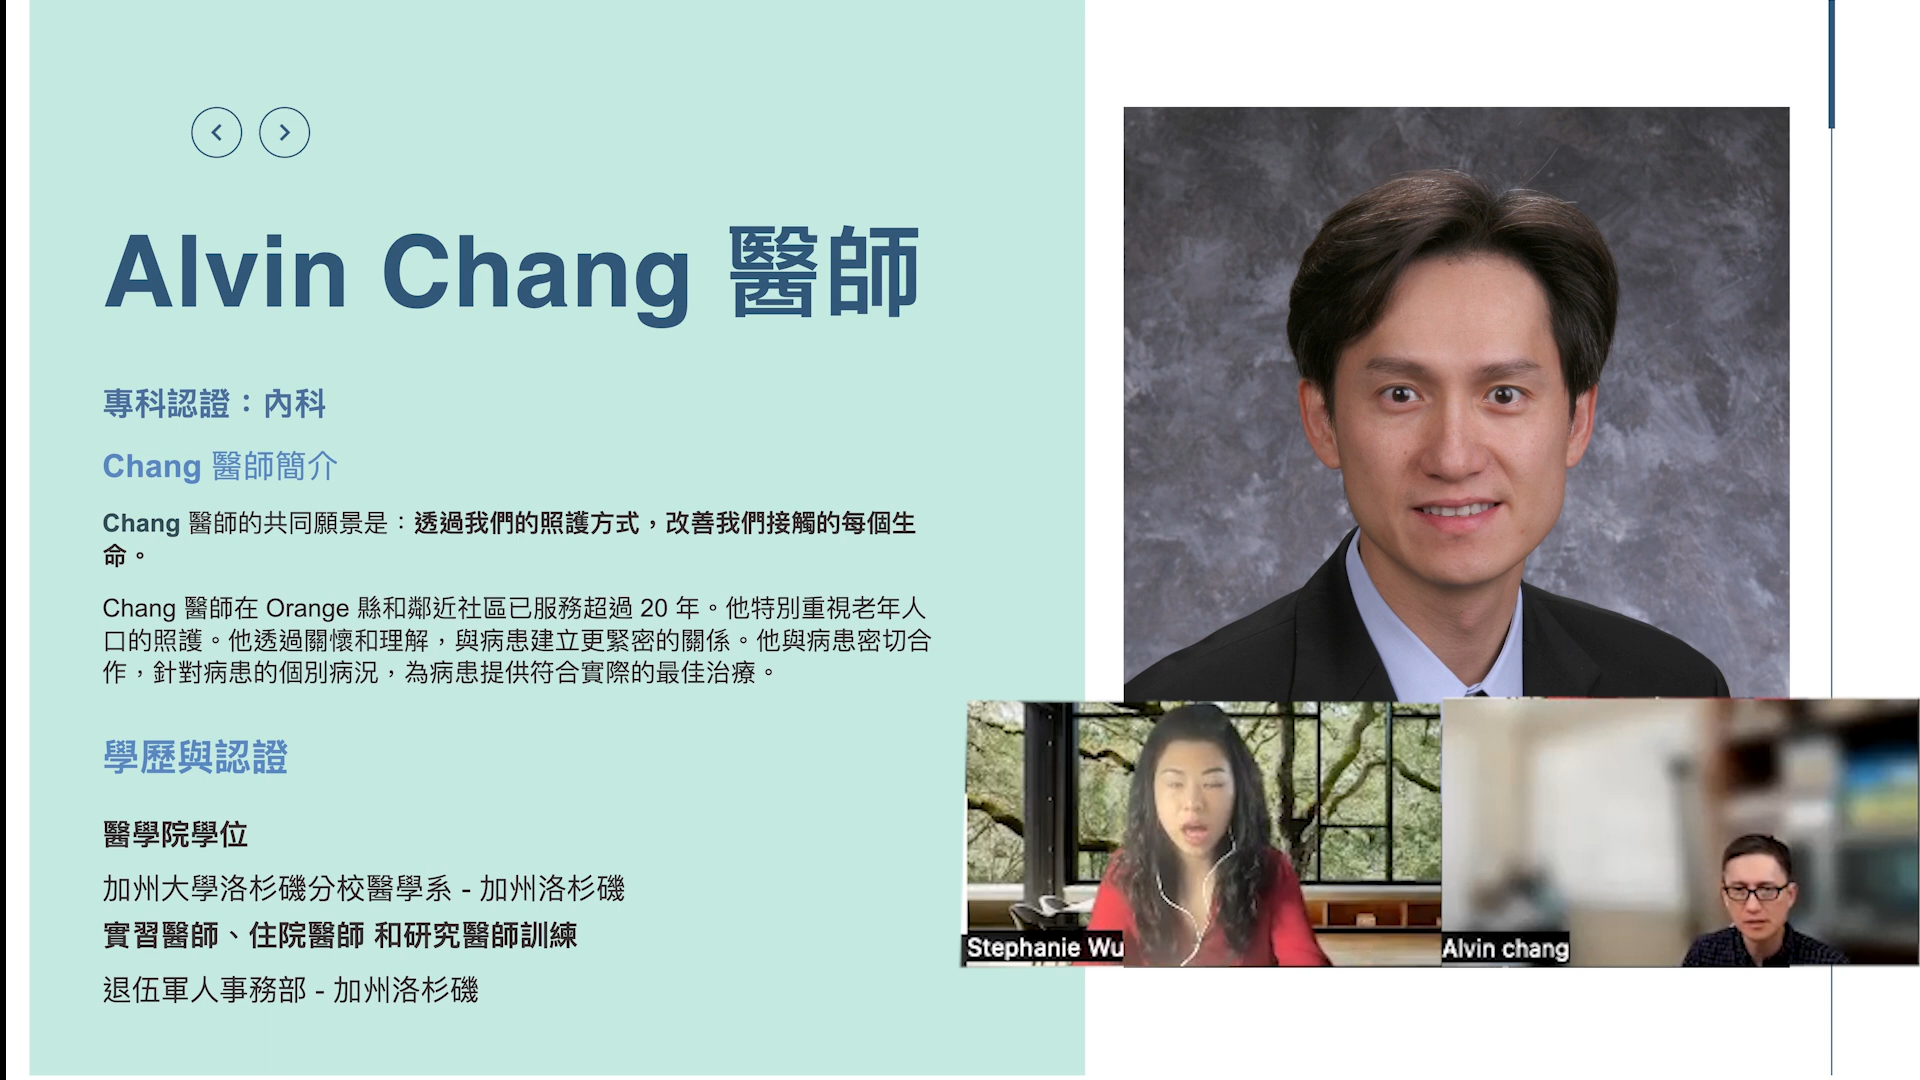 Alvin Chang 醫師
專科認證：內科
Chang 醫師簡介
Chang 醫師的共同願景是：透過我們的照護方式，改善我們接觸的每個生
命。
Chang 醫師在 Orange 縣和鄰近社區已服務超過 20 年。他特別重視老年人
口的照護。他透過關懷和理解，與病患建立更緊密的關係。他與病患密切合
作，針對病患的個別病況，為病患提供符合實際的最佳治療。
學歷與認證
醫學院學位
加州大學洛杉磯分校醫學系 - 加州洛杉磯
實習醫師、住院醫師 和研究醫師訓練
退伍軍人事務部 - 加州洛杉磯
Stephanie Wu
Alvin chang